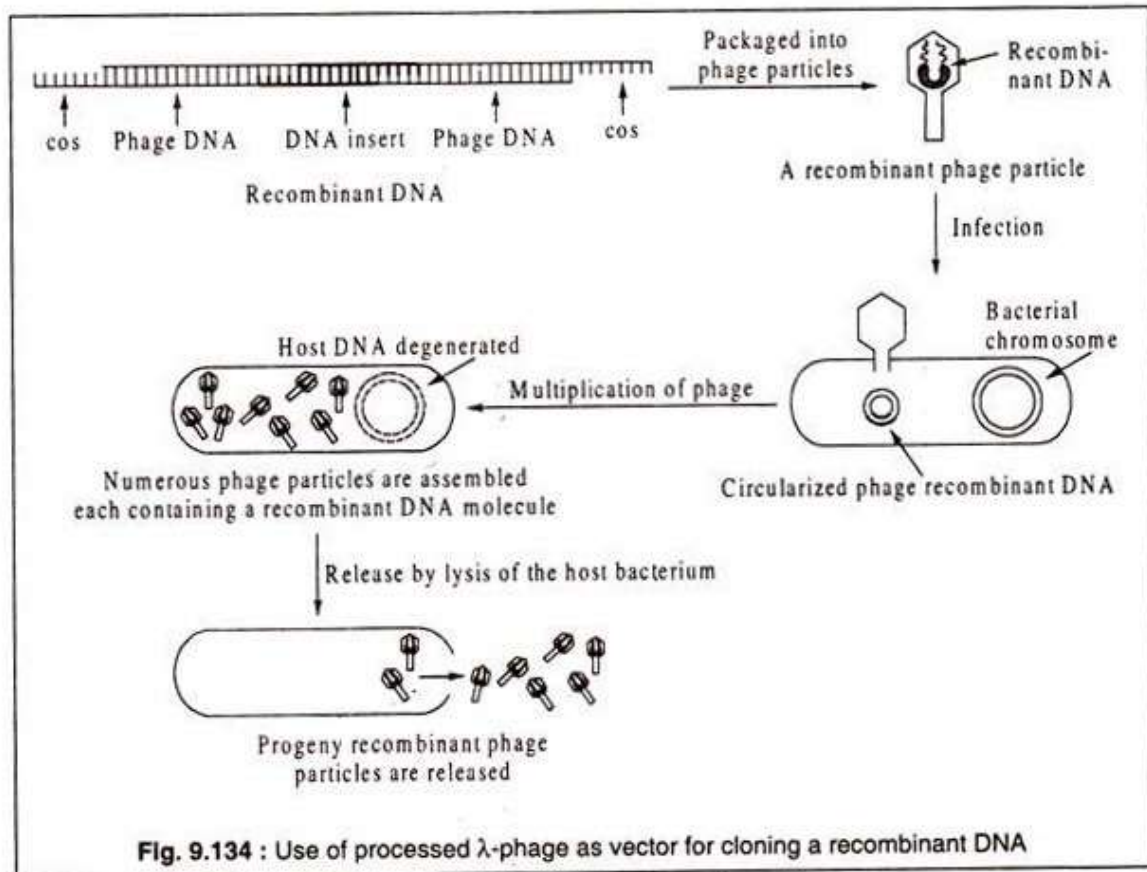 Packaged into
phage particles
Recombi-
nant DNA
cos
Phage DNA
DNA insert
Phage DNA
cos
Recombinant DNA
A recombinant phage particle
Infection
Bacterial
chromosome
Host DNA degenerated
Multiplication of phage
Numerous phage particles are assembled
each containing a recombinant DNA molecule
Circularized phage recombinant DNA
Release by lysis of the host bacterium
Progeny recombinant phage
particles are released
Fig. 9.134 : Use of processed λ-phage as vector for cloning a recombinant DNA